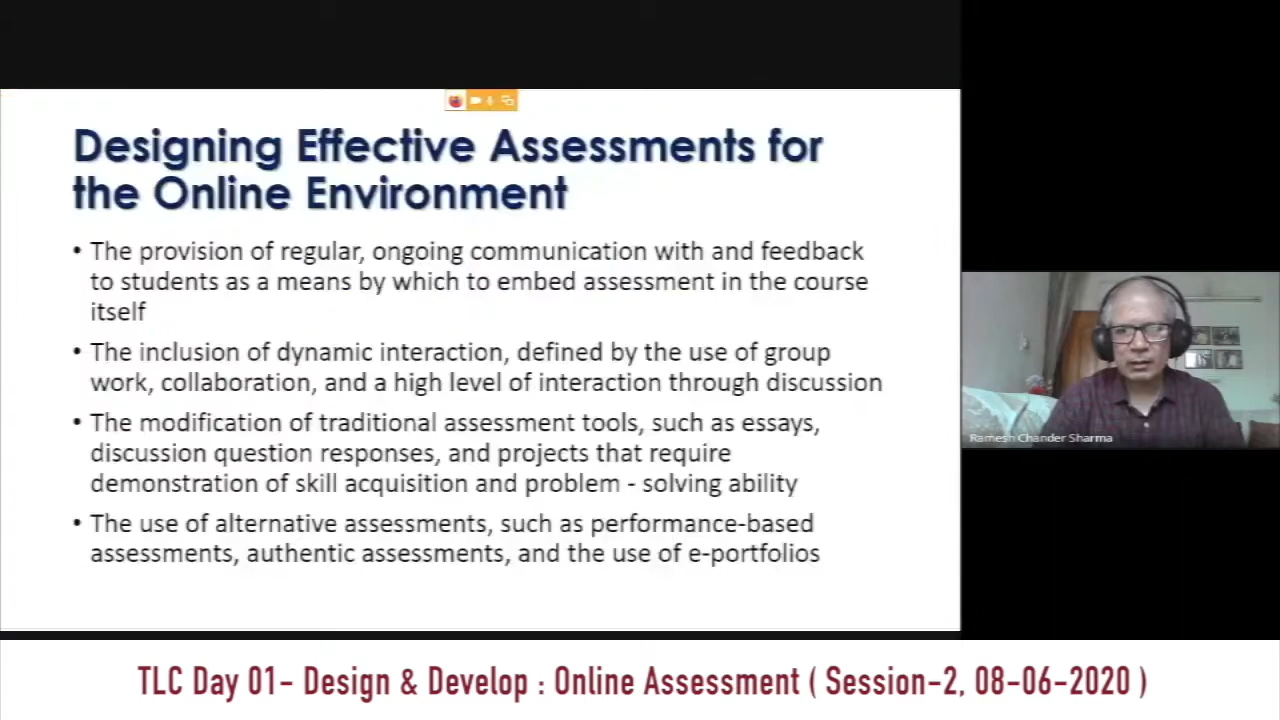 Designing Effective Assessments for
the Online Environment
• The provision of regular, ongoing communication with and feedback
to students as a means by which to embed assessment in the course
itself
• The inclusion of dynamic interaction, defined by the use of group
work, collaboration, and a high level of interaction through discussion
• The modification of traditional assessment tools, such as essays,
discussion question responses, and projects that require
demonstration of skill acquisition and problem - solving ability
• The use of alternative assessments, such as performance-based
assessments, authentic assessments, and the use of e-portfolios
Ramesh Chander Sharma
TLC Day 01- Design & Develop : Online Assessment ( Session-2, 08-06-2020 )